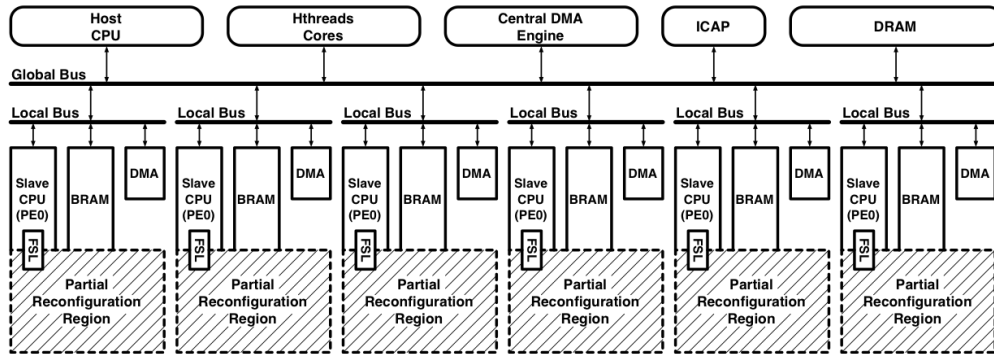 Host
CPU
Hthreads
Cores
Central DMA
Engine
ICAP
DRAM
Global Bus
Local Bus
Local Bus
Local Bus
Local Bus
Local Bus
Local Bus
Slave
CPU
(PE0)
BRAM
DMA
FSL
Partial
Reconfiguration
Region
Slave
CPU
(PE0)
BRAM
DMA
FSL
Partial
Reconfiguration
Region
Slave
CPU
(PE0)
BRAM
DMA
FSL
Partial
Reconfiguration
Region
Slave
CPU
(PE0)
BRAM
DMA
FSL
Partial
Reconfiguration
Region
Slave
CPU
(PE0)
BRAM
DMA
FSL
Partial
Reconfiguration
Region
Slave
CPU
(PE0)
BRAM
DMA
FSL
Partial
Reconfiguration
Region